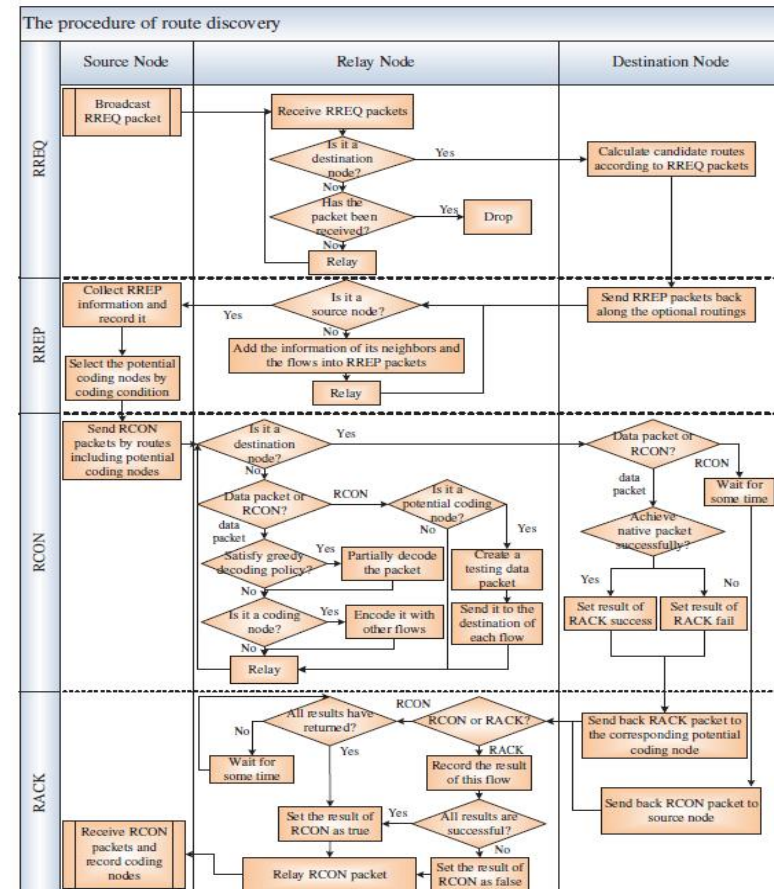 The procedure of route discovery
Source Node
Relay Node
Destination Node
RREQ
Broadcast
RREQ packet
Receive RREQ packets
Is it a
destination
node?
Yes
No
Calculate candidate routes
according to RREQ packets
Has the
packet been
received?
Yes
Drop
No
Relay
RREP
Collect RREP
information and
record it
Yes
Is it a
source node?
Send RREP packets back
along the optional routings
No
Add the information of its neighbors and
the flows into RREP packets
Select the potential
coding nodes by
coding condition
Relay
RCON
Send RCON
packets by routes
including potential
coding nodes
Is it a
destination
node?
Yes
No
Data packet or
RCON?
RCON
data
packet
Wait for
some time
Data packet or
RCON?
RCON
data
packet
Is it a
potential coding
node?
No
Yes
Achieve
native packet
successfully?
Satisfy greedy
decoding policy?
Yes
Partially decode
the packet
No
Create a
testing data
packet
Yes
No
Is it a coding
node?
Yes
Encode it with
other flows
No
Send it to the
destination of
each flow
Set result of
RACK success
Set result of
RACK fail
Relay
RACK
All results have
returned?
RCON
RCON or RACK?
Send back RACK packet to
the corresponding potential
coding node
No
Yes
RACK
Wait for
some time
Record the result
of this flow
Send back RCON packet to
source node
Set the result of
RCON as true
Yes
All results are
successful?
No
Receive RCON
packets and
record coding
nodes
Relay RCON packet
Set the result of
RCON as false